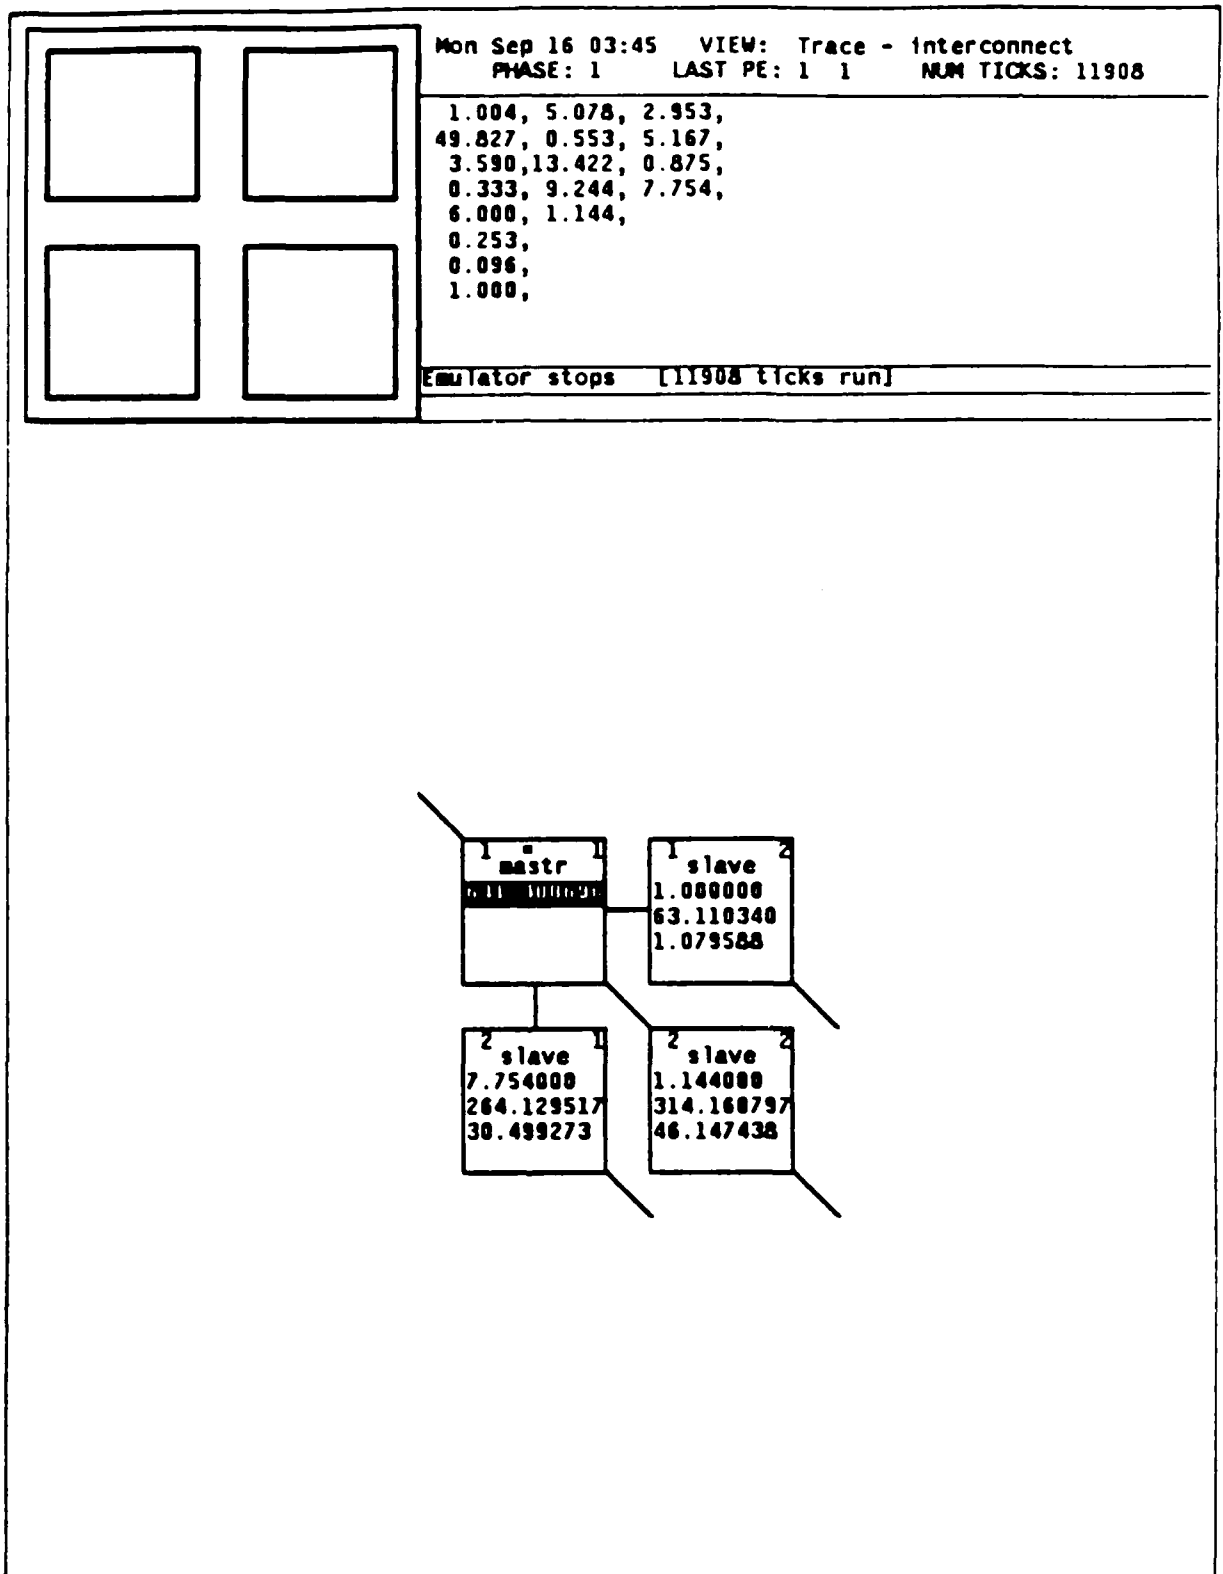 Mon Sep 16 03:45 VIEW: Trace - interconnect
PHASE: 1 LAST PE: 1 1 NUM TICKS: 11908
1.004, 5.078, 2.953,
49.827, 0.553, 5.167,
3.590,13.422, 0.875,
0.333, 9.244, 7.754,
6.000, 1.144,
0.253,
0.096,
1.000,
Emulator stops [11908 ticks run]
1 1
mastr
1 2
slave
1.000000
63.110340
1.079588
2 1
slave
7.754000
264.129517
30.499273
2 2
slave
1.144000
314.168797
46.147438